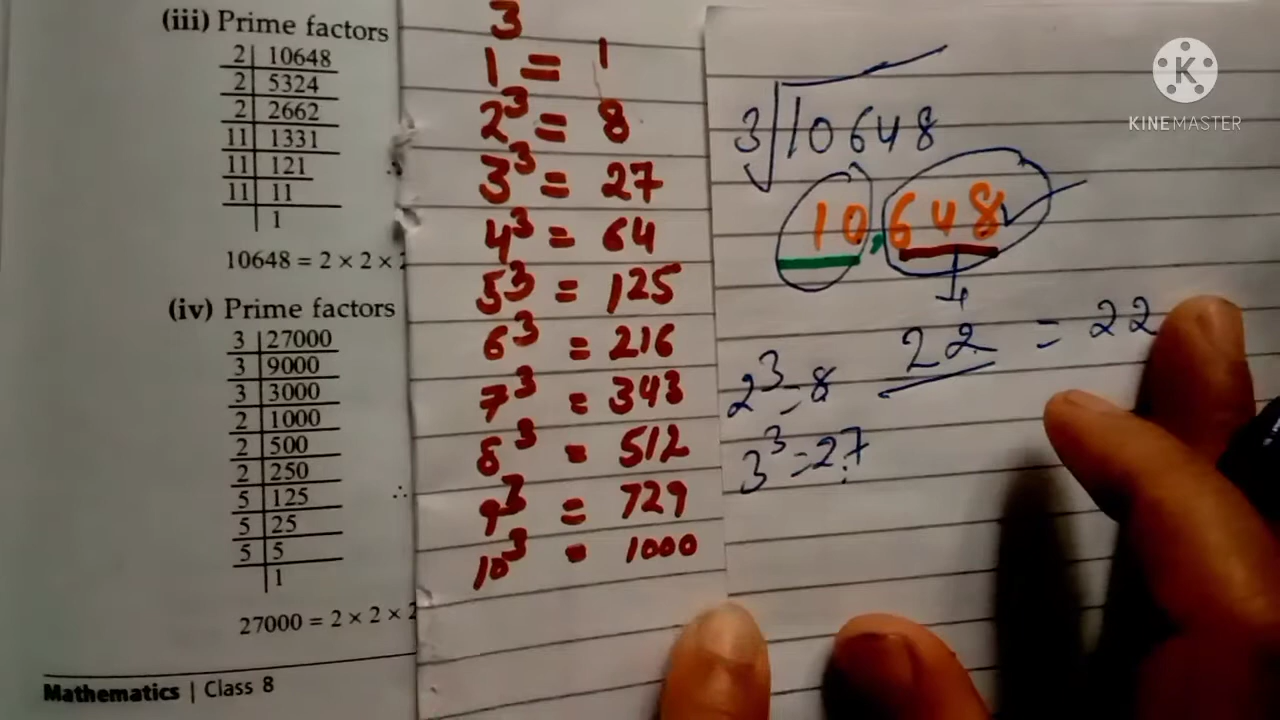 (iii) Prime factors
2 10648
2 5324
2 2662
11 1331
11 121
11 11
1
10648 = 2 × 2 ×
(iv) Prime factors
3 27000
3 9000
3 3000
2 1000
2 500
2 250
5 125
5 25
5 5
1
∴
27000 = 2 × 2 × 2
Mathematics | Class 8
1³ = 1
2³ = 8
3³ = 27
4³ = 64
5³ = 125
6³ = 216
7³ = 343
8³ = 512
9³ = 729
10³ = 1000
∛10648
10,648
22 = 22
2³ = 8
3³ = 27
K
KINEMASTER